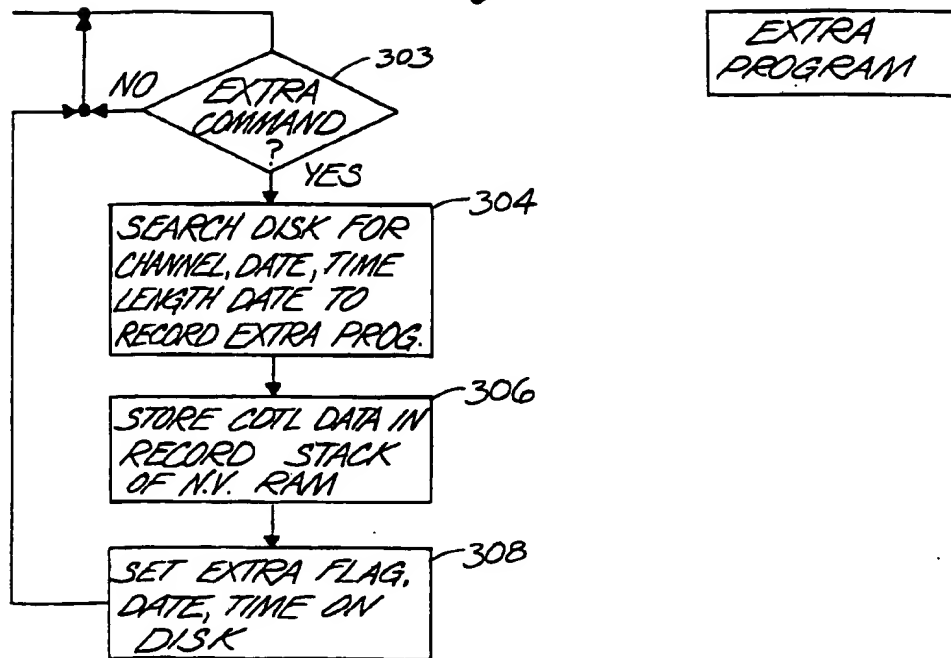 303
EXTRA
PROGRAM
NO
EXTRA
COMMAND
?
YES
304
SEARCH DISK FOR
CHANNEL, DATE, TIME
LENGTH DATE TO
RECORD EXTRA PROG.
306
STORE CDTL DATA IN
RECORD STACK
OF N.V. RAM
308
SET EXTRA FLAG,
DATE, TIME ON
DISK